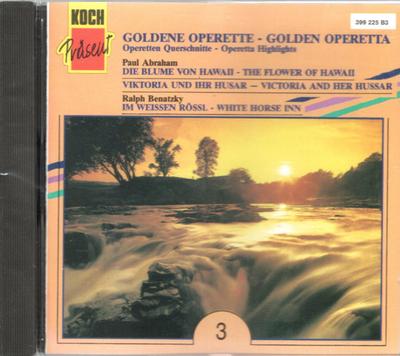 KOCH
Präsent
GOLDENE OPERETTE - GOLDEN OPERETTA
399 225 B3
Operetten Querschnitte - Operetta Highlights
Paul Abraham
DIE BLUME VON HAWAII - THE FLOWER OF HAWAII
VIKTORIA UND IHR HUSAR – VICTORIA AND HER HUSSAR
Ralph Benatzky
IM WEISSEN RÖSSL - WHITE HORSE INN
3